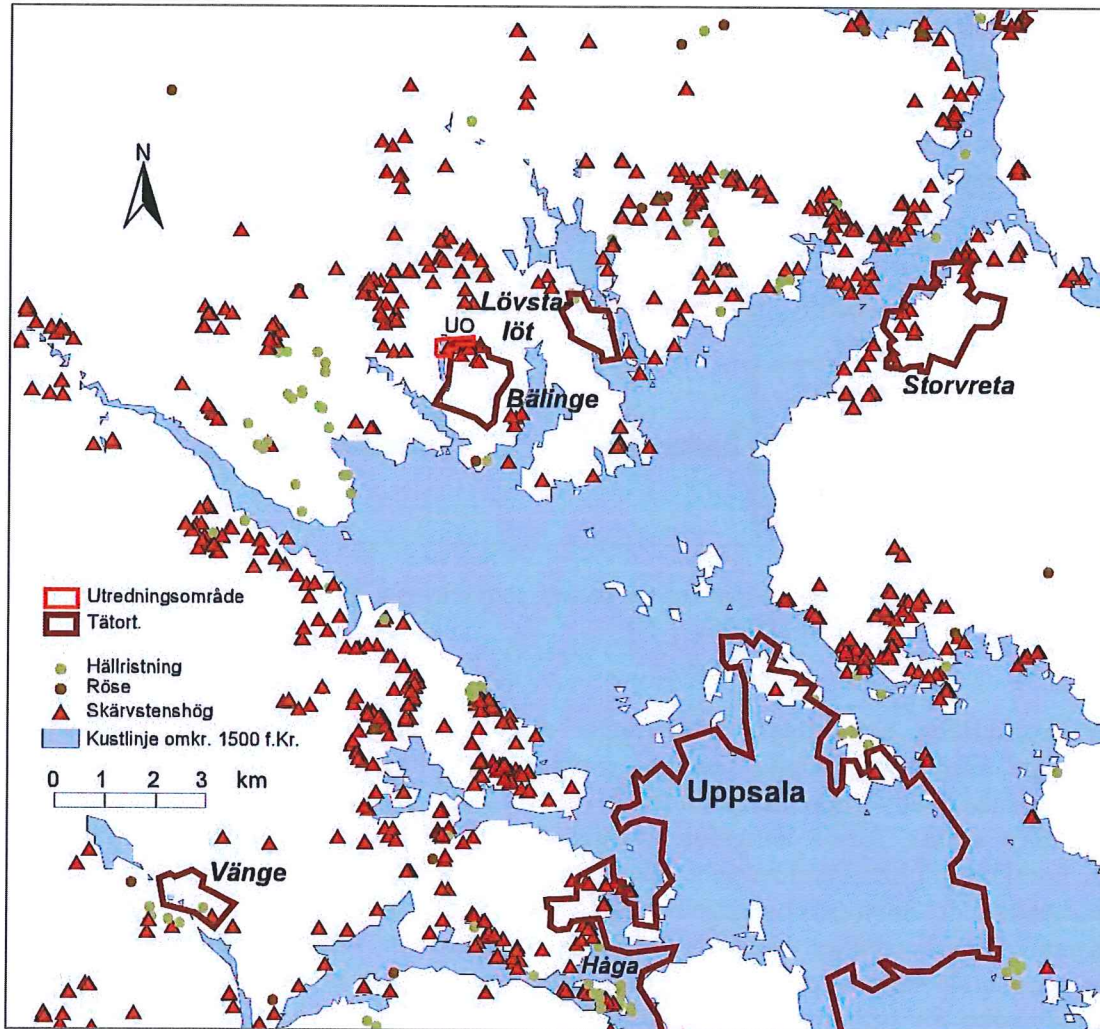 N
Lövsta
löt
UO
Bälinge
Storvreta
Utredningsområde
Tätort.
Hällristning
Röse
Skärvstenshög
Kustlinje omkr. 1500 f.Kr.
0 1 2 3 km
Uppsala
Vänge
Håga